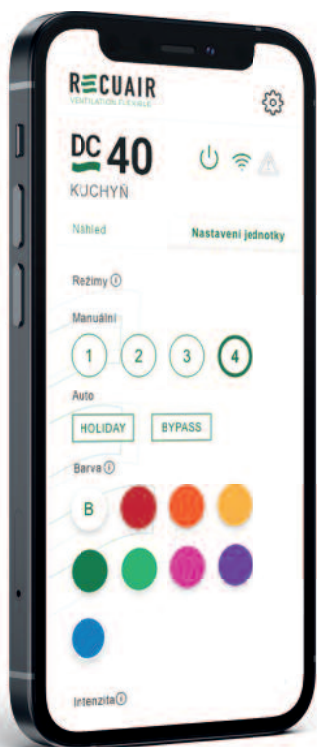 RECUAIR
VENTILATION FLEXIBLE
DC 40
KUCHYŇ
Náhled Nastavení jednotky
Režimy
Manuální
1 2 3 4
Auto
HOLIDAY BYPASS
Barva
B
Intenzita